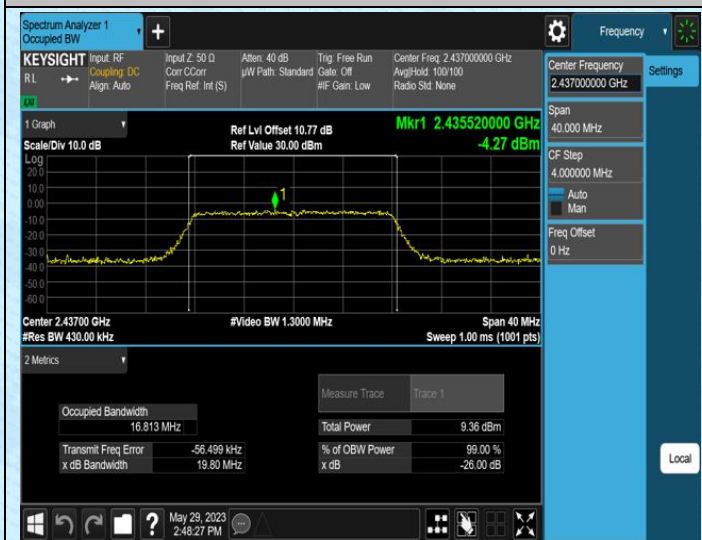 Spectrum Analyzer 1
Occupied BW
+
Frequency
KEYSIGHT
RL
Input: RF
Coupling: DC
Align: Auto
Input Z: 50 Ω
Corr CCorr
Freq Ref: Int (S)
Atten: 40 dB
µW Path: Standard
Trig: Free Run
Gate: Off
#IF Gain: Low
Center Freq: 2.437000000 GHz
Avg|Hold: 100/100
Radio Std: None
Center Frequency
2.437000000 GHz
Settings
Span
40.000 MHz
CF Step
4.000000 MHz
Auto
Man
Freq Offset
0 Hz
Local
1 Graph
Scale/Div 10.0 dB
Ref Lvl Offset 10.77 dB
Ref Value 30.00 dBm
Mkr1 2.435520000 GHz
-4.27 dBm
Log
20.0
10.0
0.00
-10.0
-20.0
-30.0
-40.0
-50.0
-60.0
1
Center 2.43700 GHz
#Res BW 430.00 kHz
#Video BW 1.3000 MHz
Span 40 MHz
Sweep 1.00 ms (1001 pts)
2 Metrics
Measure Trace
Trace 1
Occupied Bandwidth
16.813 MHz
Total Power
9.36 dBm
Transmit Freq Error
-56.499 kHz
% of OBW Power
99.00 %
x dB Bandwidth
19.80 MHz
x dB
-26.00 dB
?
May 29, 2023
2:48:27 PM